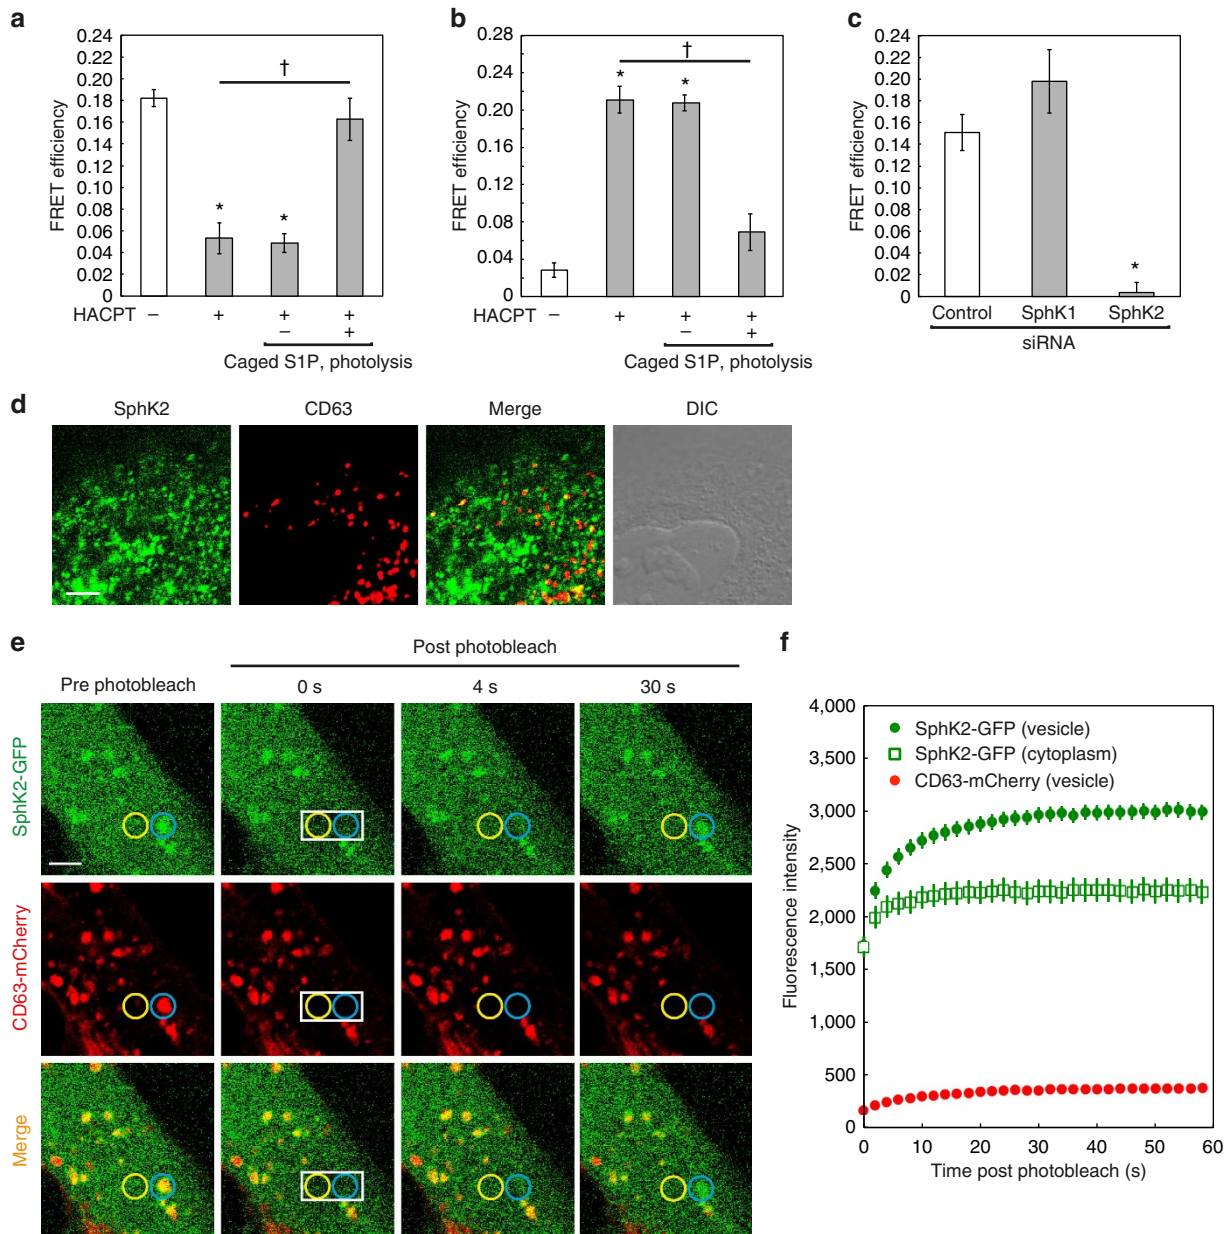 a
FRET efficiency
0.24
0.22
0.20
0.18
0.16
0.14
0.12
0.10
0.08
0.06
0.04
0.02
0.00
†
*
*
HACPT – + + +
– +
Caged S1P, photolysis
b
FRET efficiency
0.28
0.24
0.20
0.16
0.12
0.08
0.04
0
†
*
*
HACPT – + + +
– +
Caged S1P, photolysis
c
FRET efficiency
0.24
0.22
0.20
0.18
0.16
0.14
0.12
0.10
0.08
0.06
0.04
0.02
0
*
Control SphK1 SphK2
siRNA
d
SphK2 CD63 Merge DIC
e
Post photobleach
Pre photobleach 0 s 4 s 30 s
SphK2-GFP
CD63-mCherry
Merge
f
Fluorescence intensity
4,000
3,500
3,000
2,500
2,000
1,500
1,000
500
0
SphK2-GFP (vesicle)
SphK2-GFP (cytoplasm)
CD63-mCherry (vesicle)
0 10 20 30 40 50 60
Time post photobleach (s)